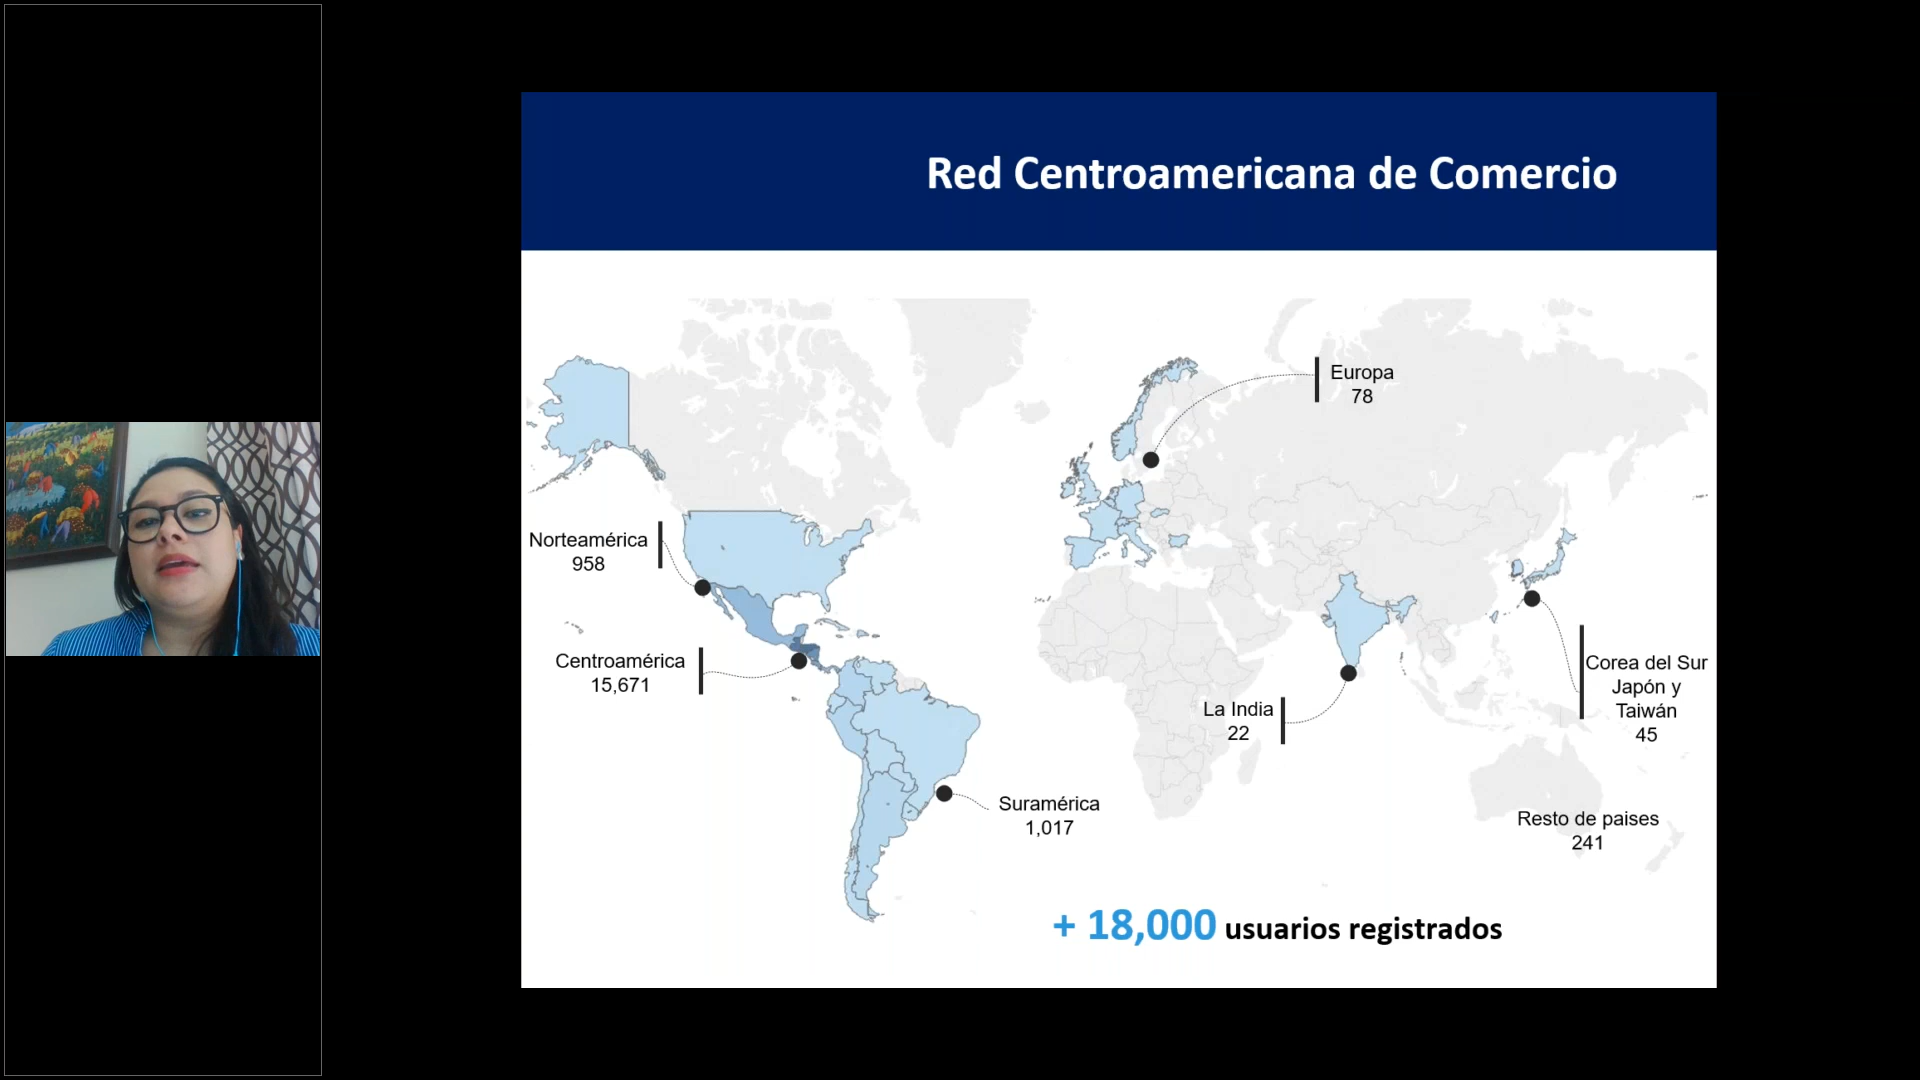 Red Centroamericana de Comercio
Europa
78
Norteamérica
958
Centroamérica
15,671
Corea del Sur
Japón y
Taiwán
45
La India
22
Suramérica
1,017
Resto de paises
241
+ 18,000 usuarios registrados